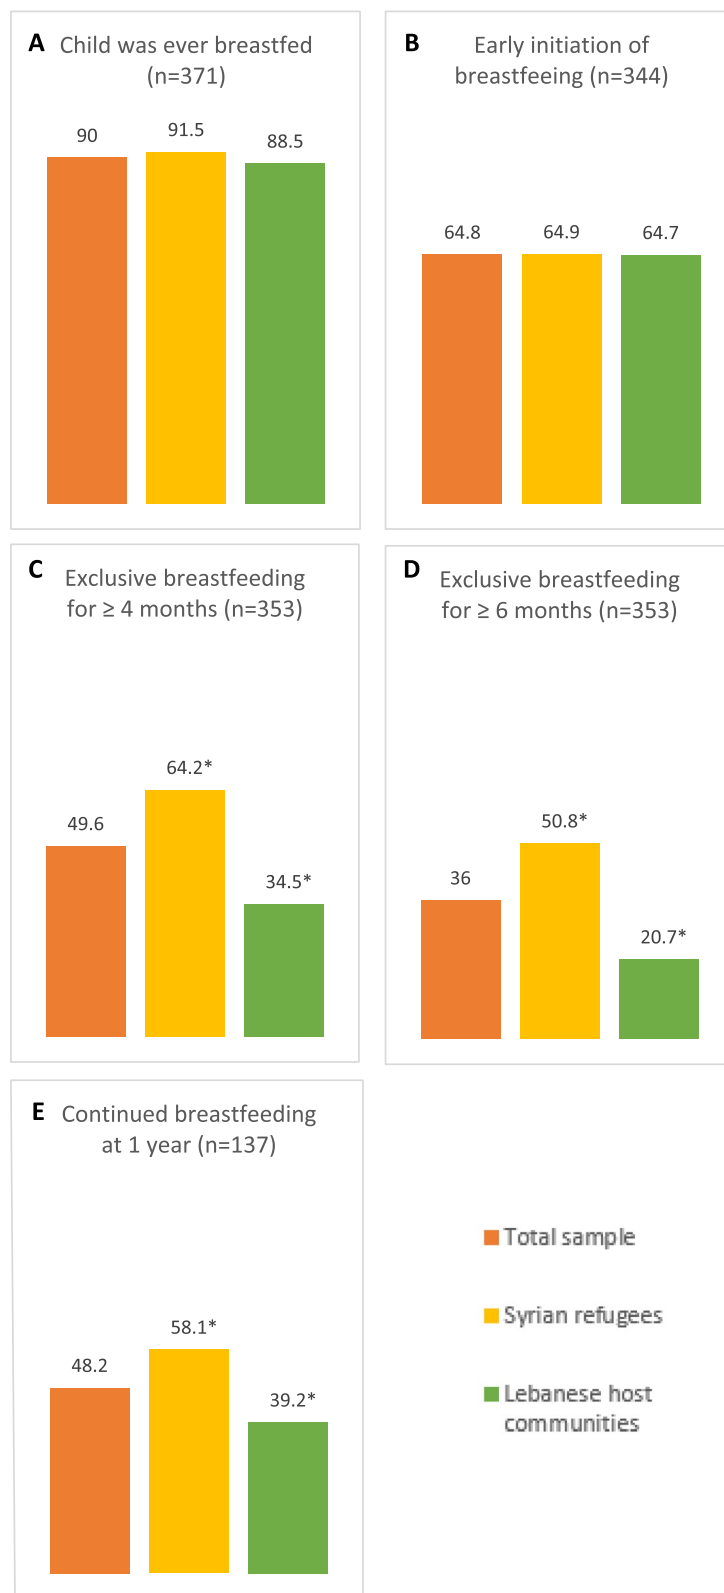 A Child was ever breastfed
(n=371)
90
91.5
88.5
B Early initiation of
breastfeeing (n=344)
64.8
64.9
64.7
C Exclusive breastfeeding
for ≥ 4 months (n=353)
49.6
64.2*
34.5*
D Exclusive breastfeeding
for ≥ 6 months (n=353)
36
50.8*
20.7*
E Continued breastfeeding
at 1 year (n=137)
48.2
58.1*
39.2*
Total sample
Syrian refugees
Lebanese host
communities